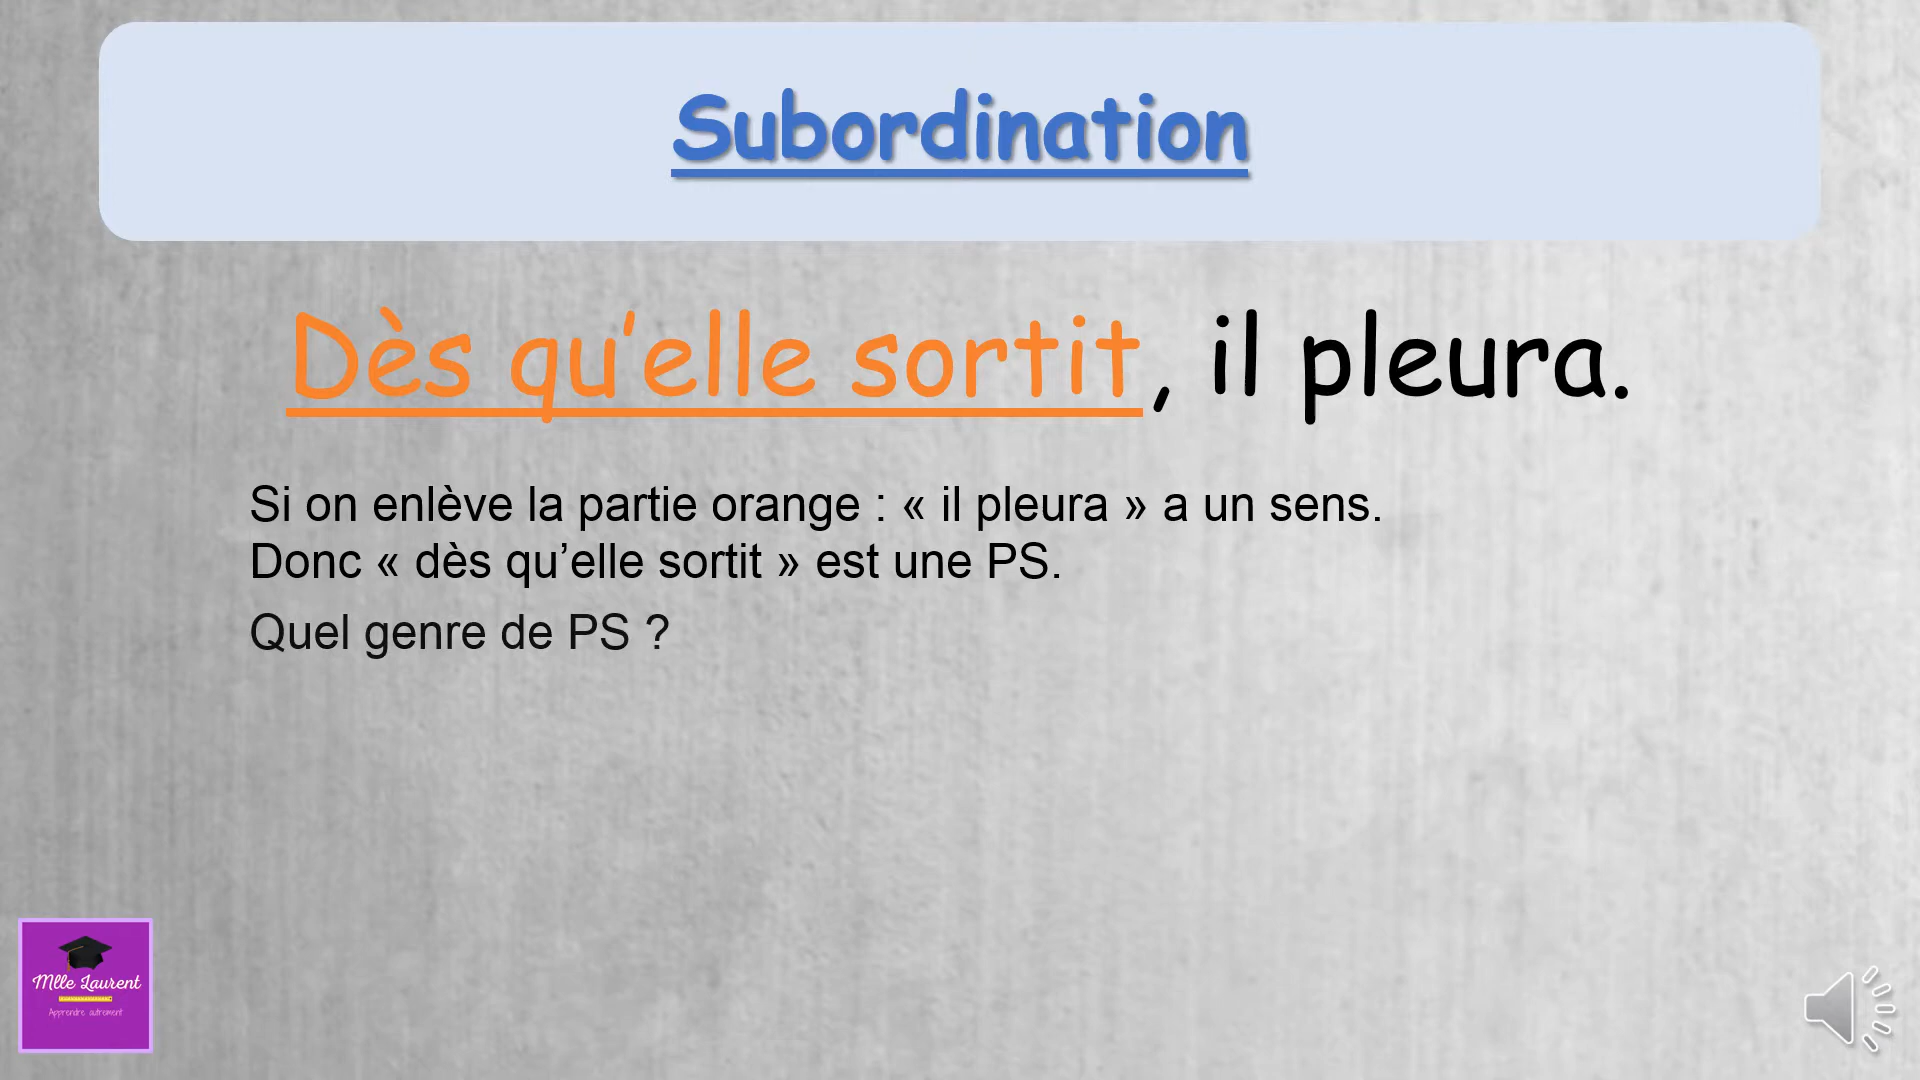 Subordination
Dès qu’elle sortit, il pleura.
Si on enlève la partie orange : « il pleura » a un sens.
Donc « dès qu’elle sortit » est une PS.
Quel genre de PS ?
Mlle Laurent
Apprendre autrement